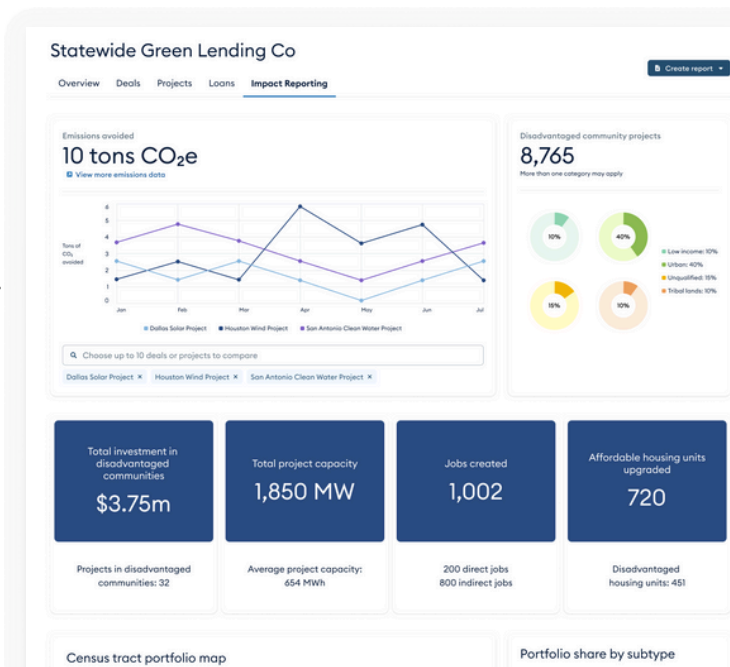 Statewide Green Lending Co
Create report
Overview Deals Projects Loans Impact Reporting
Emissions avoided
10 tons CO₂e
View more emissions data
Tons of
CO₂
avoided
6
5
4
3
2
1
0
Jan Feb Mar Apr May Jun Jul
Dallas Solar Project Houston Wind Project San Antonio Clean Water Project
Choose up to 10 deals or projects to compare
Dallas Solar Project × Houston Wind Project × San Antonio Clean Water Project ×
Disadvantaged community projects
8,765
More than one category may apply
10%
40%
15%
10%
Low income: 10%
Urban: 40%
Unqualified: 15%
Tribal lands: 10%
Total investment in
disadvantaged
communities
$3.75m
Projects in disadvantaged
communities: 32
Total project capacity
1,850 MW
Average project capacity:
654 MWh
Jobs created
1,002
200 direct jobs
800 indirect jobs
Affordable housing units
upgraded
720
Disadvantaged
housing units: 451
Census tract portfolio map
Portfolio share by subtype